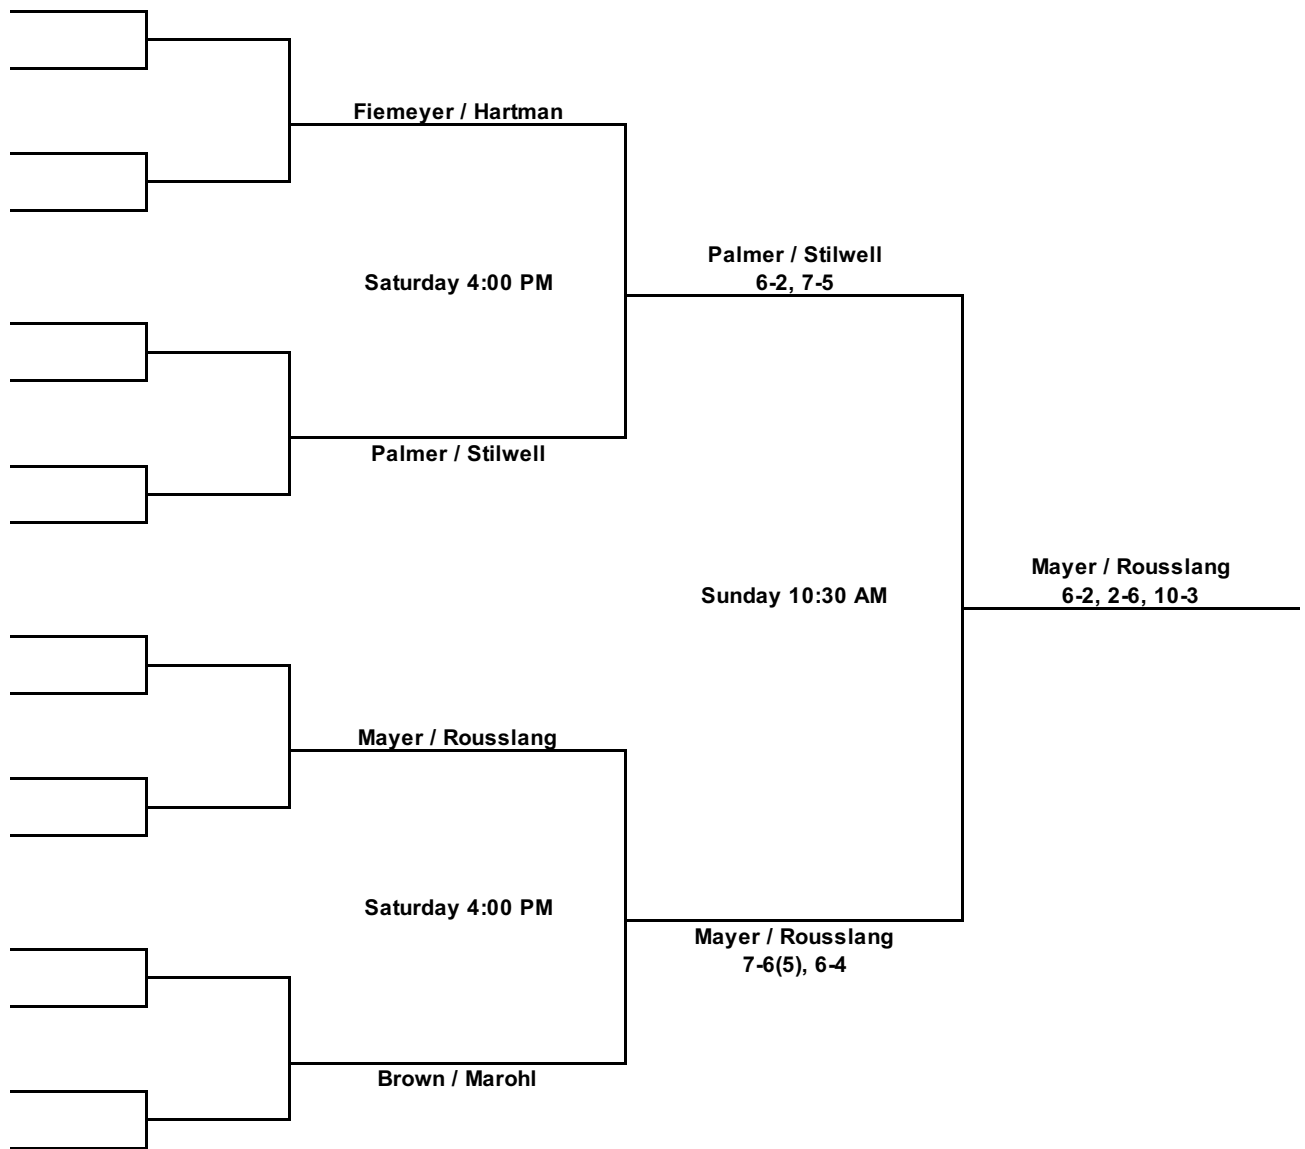 Fiemeyer / Hartman
Palmer / Stilwell
6-2, 7-5
Saturday 4:00 PM
Palmer / Stilwell
Mayer / Rousslang
6-2, 2-6, 10-3
Sunday 10:30 AM
Mayer / Rousslang
Saturday 4:00 PM
Mayer / Rousslang
7-6(5), 6-4
Brown / Marohl